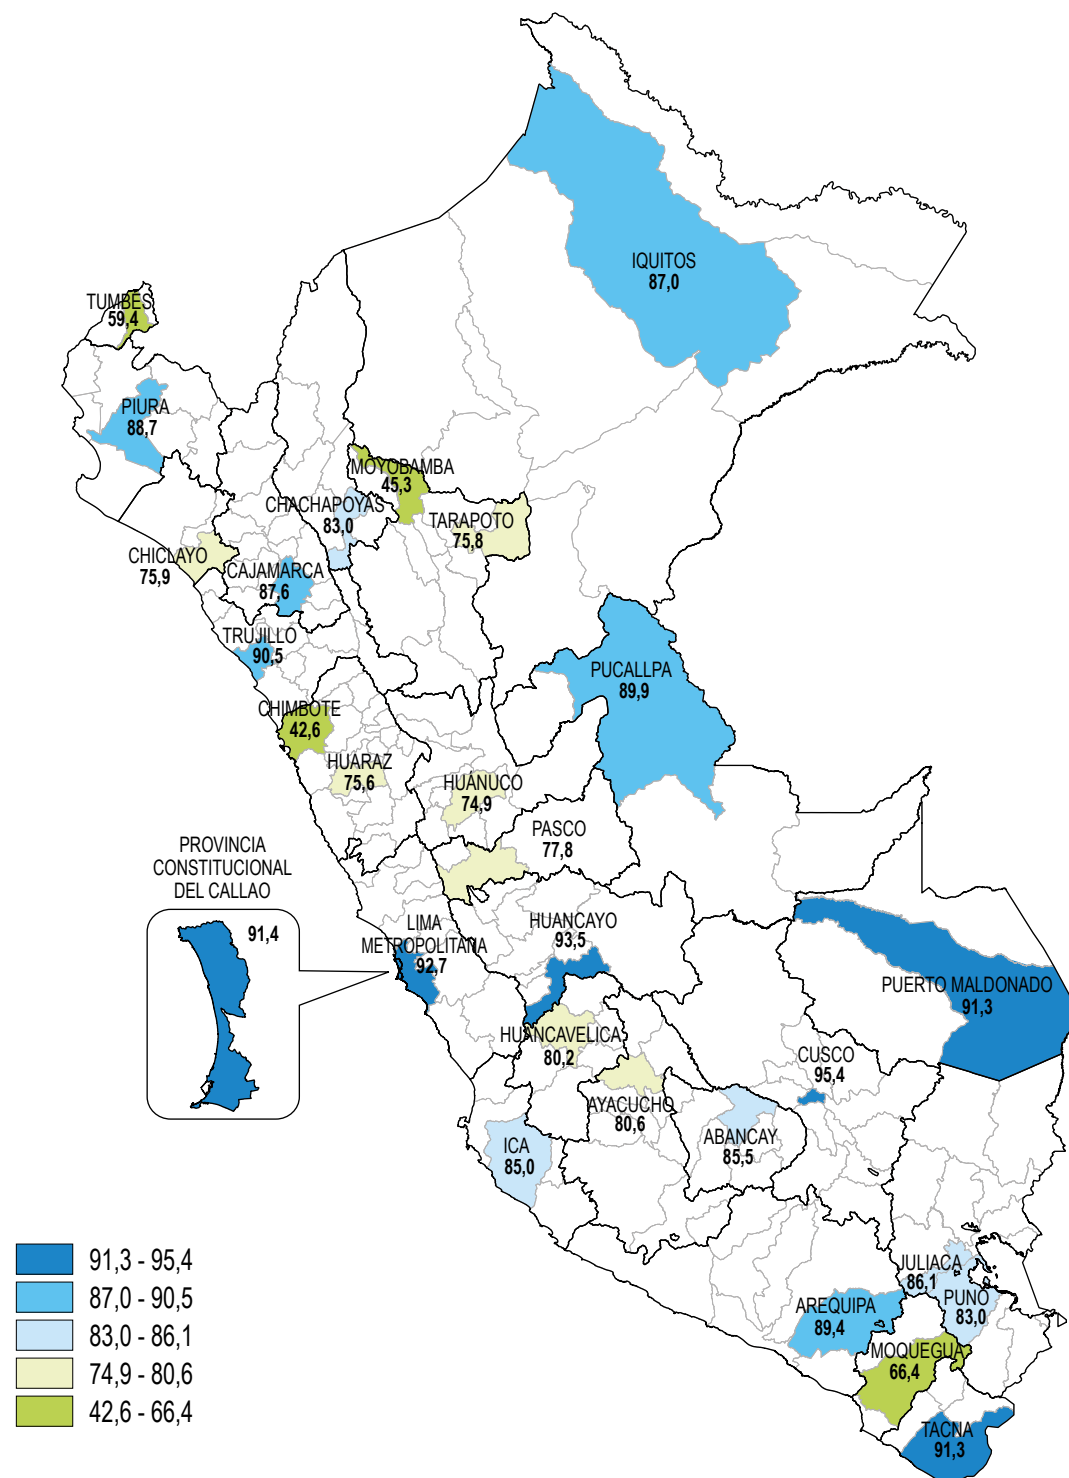 IQUITOS
87,0
TUMBES
59,4
PIURA
88,7
MOYOBAMBA
45,3
CHACHAPOYAS
83,0
TARAPOTO
75,8
CHICLAYO
75,9
CAJAMARCA
87,6
TRUJILLO
90,5
PUCALLPA
89,9
CHIMBOTE
42,6
HUARAZ
75,6
HUÁNUCO
74,9
PASCO
77,8
PROVINCIA
CONSTITUCIONAL
DEL CALLAO
91,4
LIMA
METROPOLITANA
92,7
HUANCAYO
93,5
PUERTO MALDONADO
91,3
HUANCAVELICA
80,2
CUSCO
95,4
AYACUCHO
80,6
ABANCAY
85,5
ICA
85,0
JULIACA
86,1
PUNO
83,0
AREQUIPA
89,4
MOQUEGUA
66,4
TACNA
91,3
91,3 - 95,4
87,0 - 90,5
83,0 - 86,1
74,9 - 80,6
42,6 - 66,4